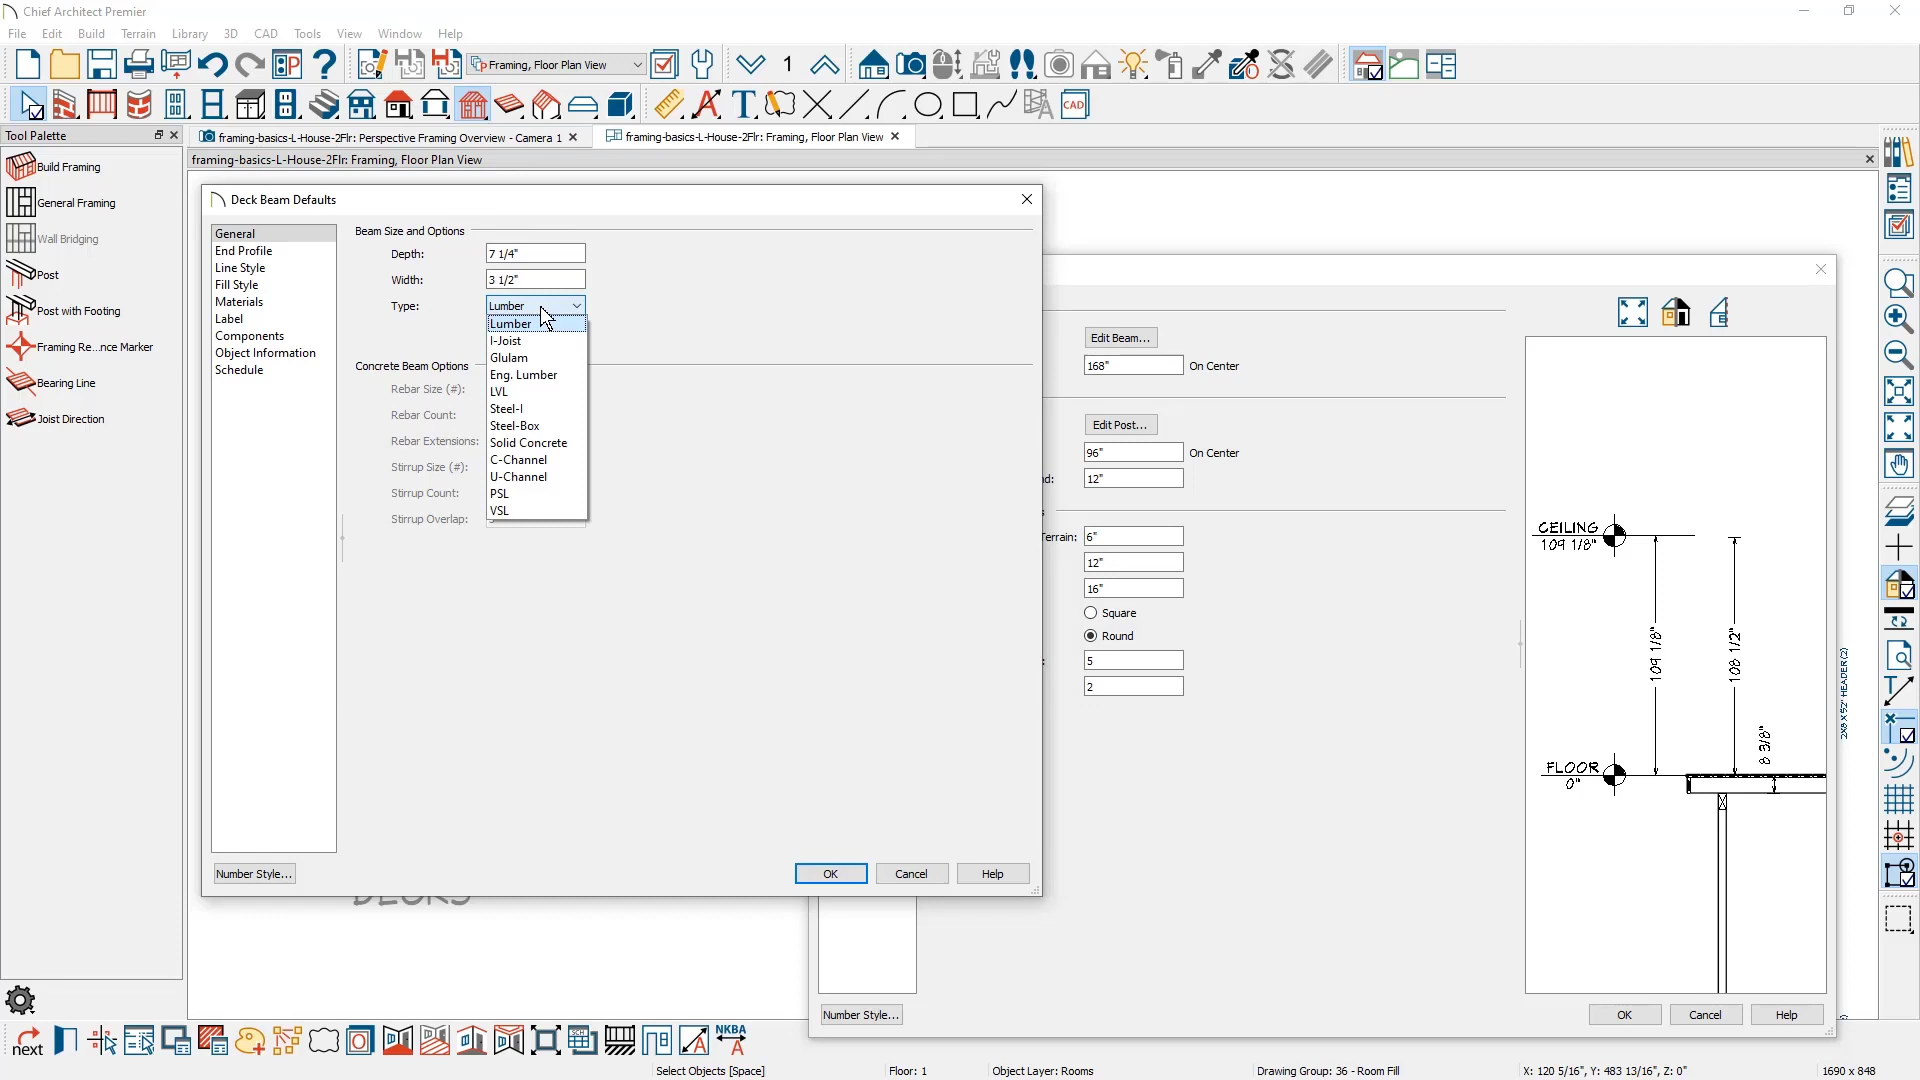 Chief Architect Premier
File Edit Build Terrain Library 3D CAD Tools View Window Help
Framing, Floor Plan View
1
CAD
Tool Palette
framing-basics-L-House-2Flr: Perspective Framing Overview - Camera 1
framing-basics-L-House-2Flr: Framing, Floor Plan View
framing-basics-L-House-2Flr: Framing, Floor Plan View
Build Framing
General Framing
Wall Bridging
Post
Post with Footing
Framing Re...nce Marker
Bearing Line
Joist Direction
Deck Beam Defaults
General
End Profile
Line Style
Fill Style
Materials
Label
Components
Object Information
Schedule
Beam Size and Options
Depth: 7 1/4"
Width: 3 1/2"
Type: Lumber
Lumber
I-Joist
Glulam
Eng. Lumber
LVL
Steel-I
Steel-Box
Solid Concrete
C-Channel
U-Channel
PSL
VSL
Concrete Beam Options
Rebar Size (#):
Rebar Count:
Rebar Extensions:
Stirrup Size (#):
Stirrup Count:
Stirrup Overlap:
Number Style...
OK Cancel Help
Edit Beam...
168" On Center
Edit Post...
96" On Center
12"
Terrain: 6"
12"
16"
Square
Round
5
2
CEILING
109 1/8"
109 1/8"
108 1/2"
8 3/8"
FLOOR
0"
2X8 X 52" HEADER(2)
DECKS
Number Style...
OK Cancel Help
next
SCH
NKBA
A
Select Objects [Space]
Floor: 1
Object Layer: Rooms
Drawing Group: 36 - Room Fill
X: 120 5/16", Y: 483 13/16", Z: 0"
1690 x 848